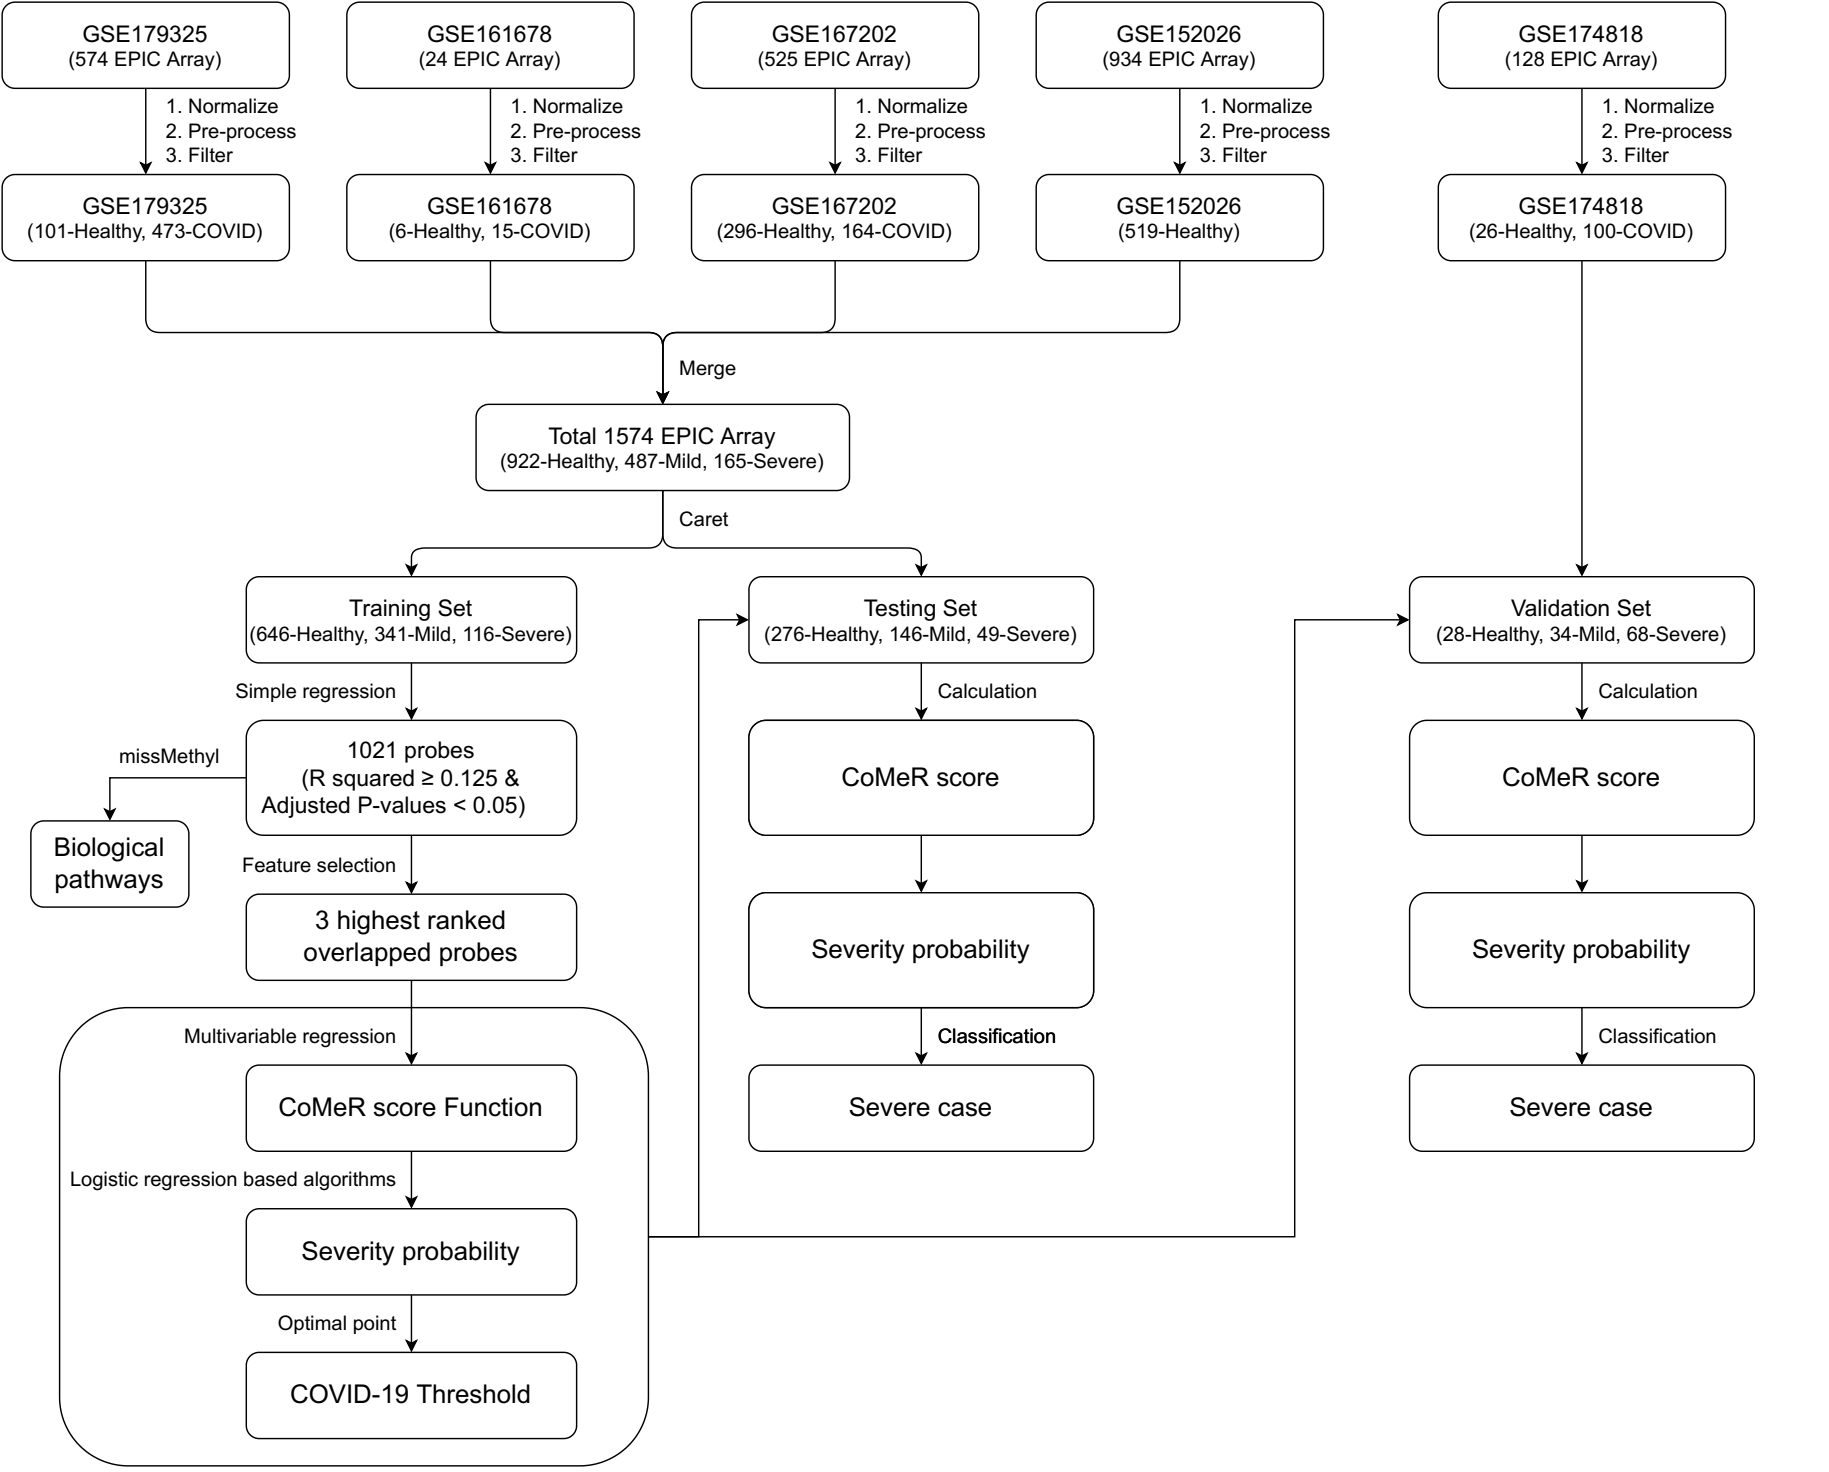 GSE179325
(574 EPIC Array)
GSE161678
(24 EPIC Array)
GSE167202
(525 EPIC Array)
GSE152026
(934 EPIC Array)
GSE174818
(128 EPIC Array)
1. Normalize
2. Pre-process
3. Filter
1. Normalize
2. Pre-process
3. Filter
1. Normalize
2. Pre-process
3. Filter
1. Normalize
2. Pre-process
3. Filter
1. Normalize
2. Pre-process
3. Filter
GSE179325
(101-Healthy, 473-COVID)
GSE161678
(6-Healthy, 15-COVID)
GSE167202
(296-Healthy, 164-COVID)
GSE152026
(519-Healthy)
GSE174818
(26-Healthy, 100-COVID)
Merge
Total 1574 EPIC Array
(922-Healthy, 487-Mild, 165-Severe)
Caret
Training Set
(646-Healthy, 341-Mild, 116-Severe)
Testing Set
(276-Healthy, 146-Mild, 49-Severe)
Validation Set
(28-Healthy, 34-Mild, 68-Severe)
Simple regression
Calculation
Calculation
missMethyl
1021 probes
(R squared ≥ 0.125 &
Adjusted P-values < 0.05)
CoMeR score
CoMeR score
Biological
pathways
Feature selection
3 highest ranked
overlapped probes
Severity probability
Severity probability
Multivariable regression
Classification
Classification
CoMeR score Function
Severe case
Severe case
Logistic regression based algorithms
Severity probability
Optimal point
COVID-19 Threshold